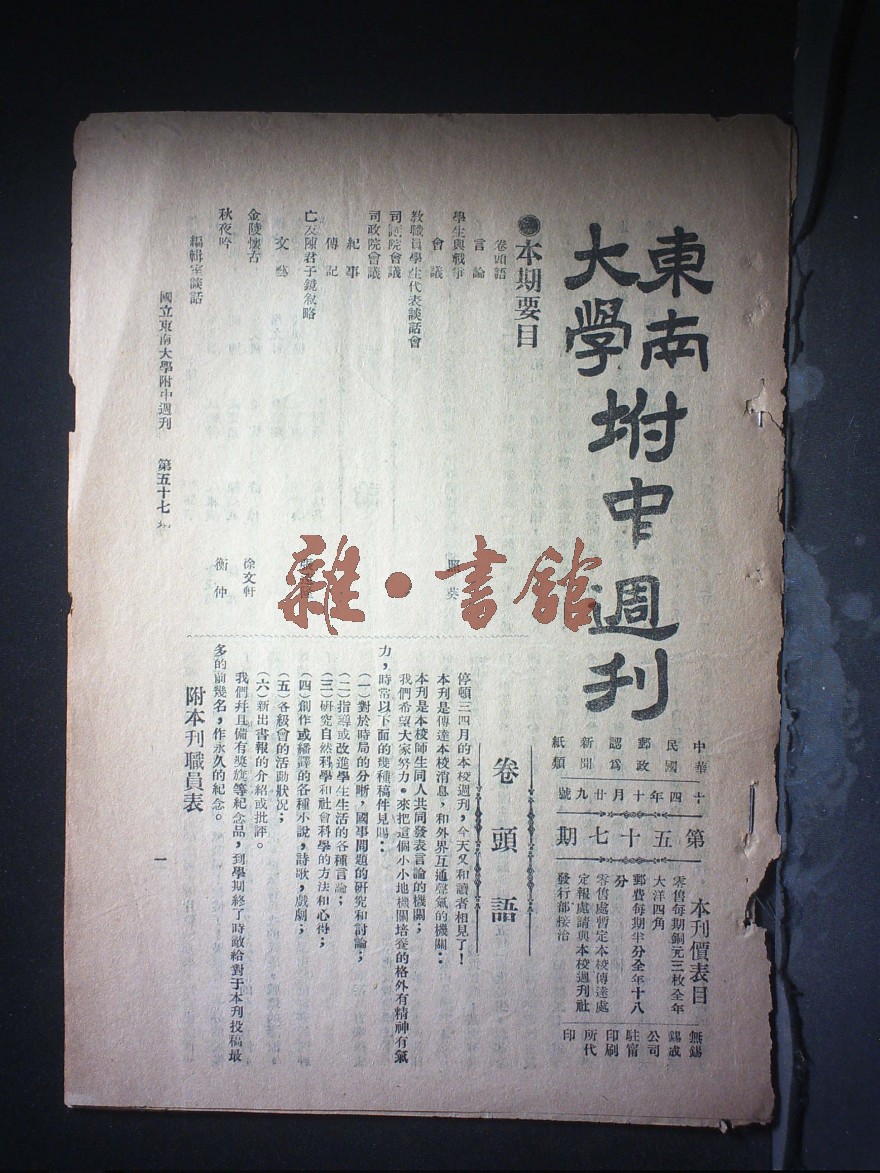 東南
大學
坿中週刊
中華民國郵政認爲新聞紙類
十四年十月廿九號
第五十七期
本刊價表目
零售每期銅元三枚全年
大洋四角
郵費每期半分全年十八
分
零售處暫定本校傳達處
定報處請與本校週刊社
發行部接洽
無錫
錫成
公司
駐甯
印刷
所代
印
●本期要目
卷頭語
言論
學生與戰爭
會議
教職員學生代表談話會
司議院會議
司政院會議
紀事
傳記
亡友陳君子鏡敘略
文藝
金陵懷古 徐文軒
秋夜吟 衡仲
編輯室談話
卷頭語
停頓三四月的本校週刊，今天又和讀者相見了！
本刊是傳達本校消息，和外界互通聲氣的機關：
本刊是本校師生同人共同發表言論的機關；
我們希望大家努力·來把這個小小地機關培養的格外有精神有氣
力，時常以下面的幾種稿件見賜：
(一)對於時局的分晰，國事問題的研究和討論；
(二)指導或改進學生生活的各種言論；
(三)研究自然科學和社會科學的方法和心得；
(四)創作或繙譯的各種小說，詩歌，戲劇；
(五)各級會的活動狀況；
(六)新出書報的介紹或批評。
我們幷且備有獎旗等紀念品，到學期終了時敬給對于本刊投稿最
多的前幾名，作永久的紀念。
附本刊職員表
國立東南大學附中週刊 第五十七期
一
雜·書館